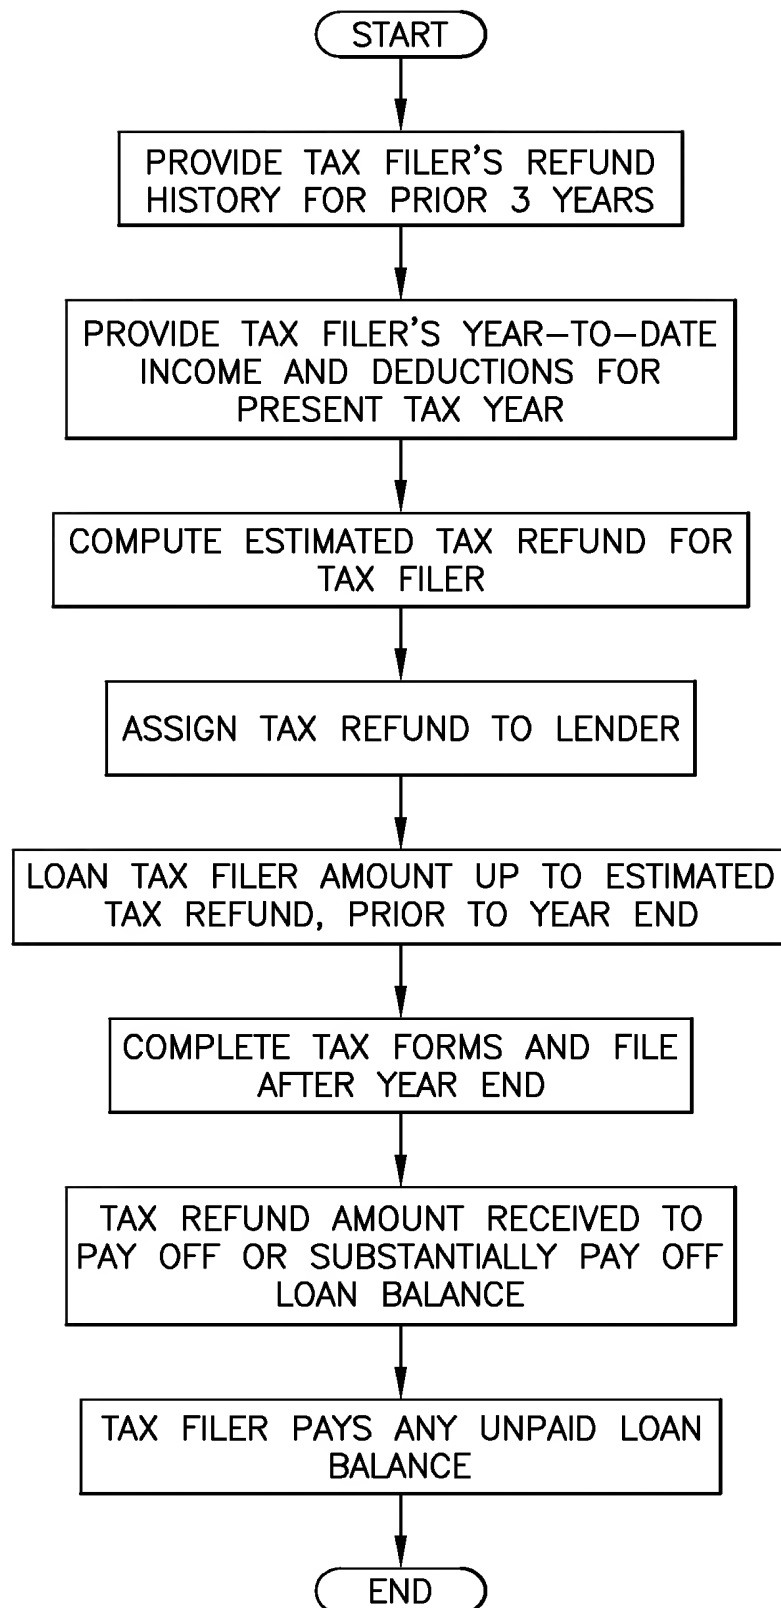 START
PROVIDE TAX FILER'S REFUND
HISTORY FOR PRIOR 3 YEARS
PROVIDE TAX FILER'S YEAR–TO–DATE
INCOME AND DEDUCTIONS FOR
PRESENT TAX YEAR
COMPUTE ESTIMATED TAX REFUND FOR
TAX FILER
ASSIGN TAX REFUND TO LENDER
LOAN TAX FILER AMOUNT UP TO ESTIMATED
TAX REFUND, PRIOR TO YEAR END
COMPLETE TAX FORMS AND FILE
AFTER YEAR END
TAX REFUND AMOUNT RECEIVED TO
PAY OFF OR SUBSTANTIALLY PAY OFF
LOAN BALANCE
TAX FILER PAYS ANY UNPAID LOAN
BALANCE
END